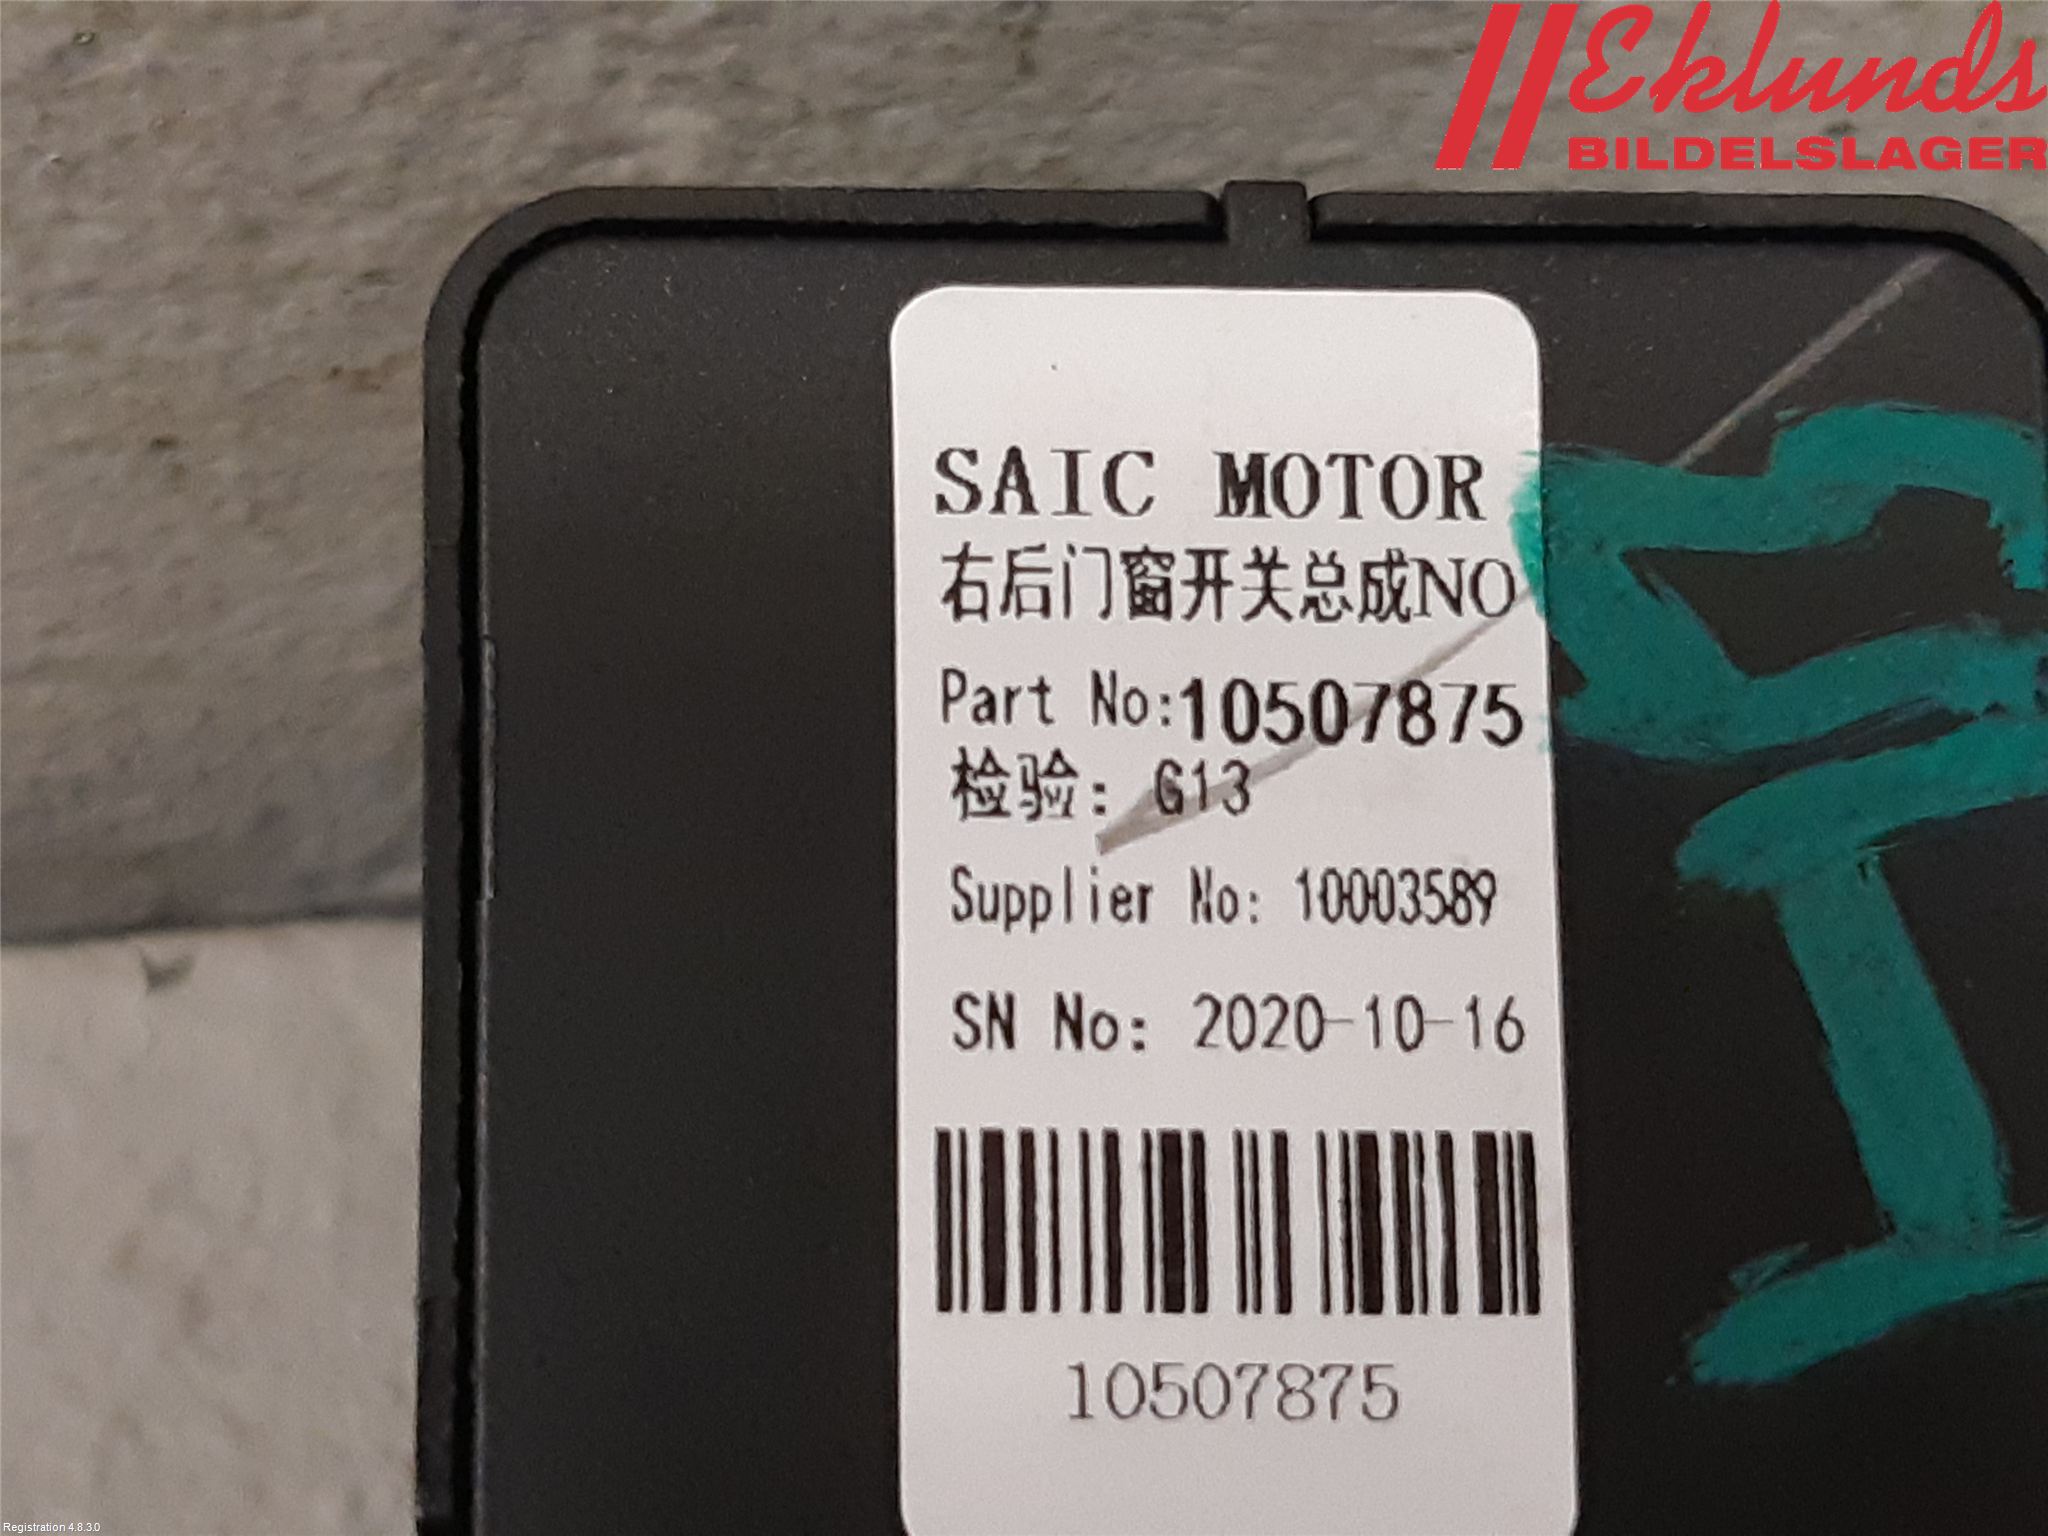 Eklunds
BILDELSLAGER
SAIC MOTOR
右后门窗开关总成NO
Part No:10507875
检验: G13
Supplier No: 10003589
SN No: 2020-10-16
10507875
Registration 4.8.3.0